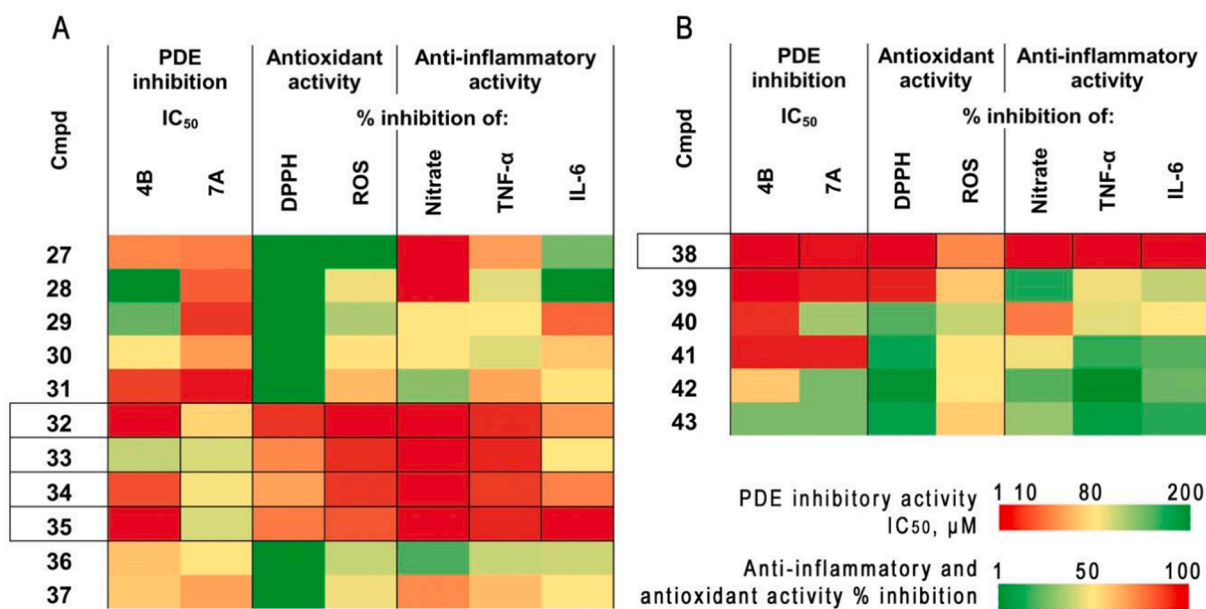 A
PDE inhibition
Antioxidant activity
Anti-inflammatory activity
Cmpd
IC50
% inhibition of:
4B
7A
DPPH
ROS
Nitrate
TNF-α
IL-6
27
28
29
30
31
32
33
34
35
36
37
B
PDE inhibition
Antioxidant activity
Anti-inflammatory activity
Cmpd
IC50
% inhibition of:
4B
7A
DPPH
ROS
Nitrate
TNF-α
IL-6
38
39
40
41
42
43
PDE inhibitory activity
IC50, µM
1 10 80 200
Anti-inflammatory and
antioxidant activity % inhibition
1 50 100